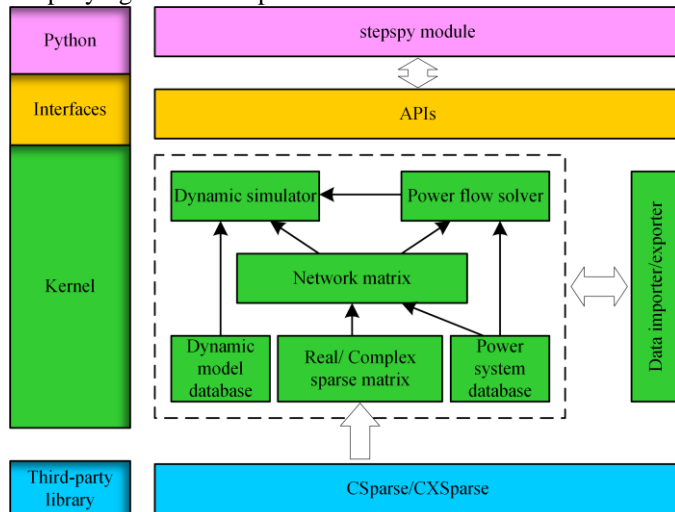 Python
stepspy module
Interfaces
APIs
Kernel
Dynamic simulator
Power flow solver
Network matrix
Dynamic
model
database
Real/ Complex
sparse matrix
Power
system
database
Data importer/exporter
Third-party
library
CSparse/CXSparse